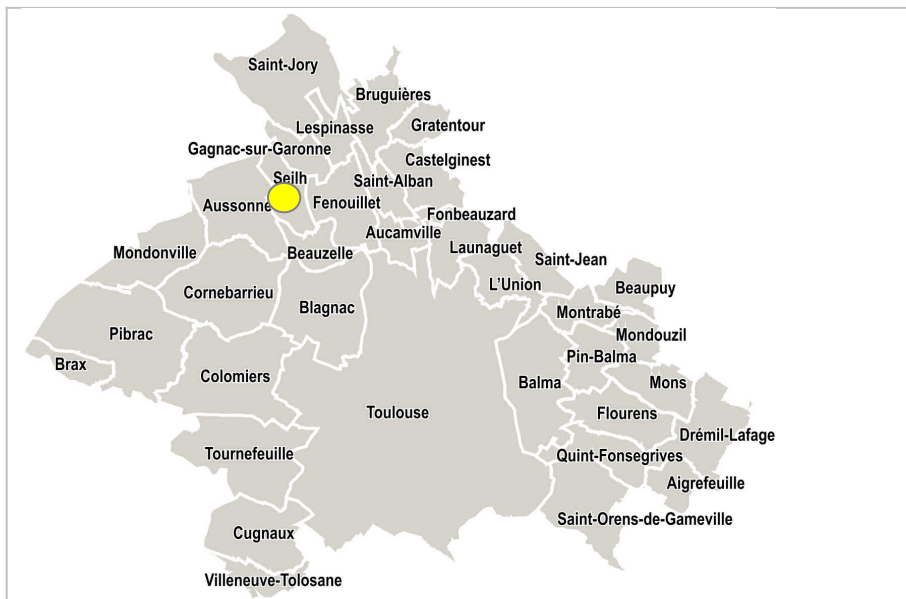 Saint-Jory
Bruguières
Lespinasse
Gratentour
Gagnac-sur-Garonne
Castelginest
Seilh
Saint-Alban
Aussonne
Fenouillet
Fonbeauzard
Aucamville
Launaguet
Mondonville
Beauzelle
Saint-Jean
L'Union
Beaupuy
Cornebarrieu
Blagnac
Montrabé
Pibrac
Mondouzil
Pin-Balma
Brax
Colomiers
Balma
Mons
Toulouse
Flourens
Drémil-Lafage
Tournefeuille
Quint-Fonsegrives
Aigrefeuille
Saint-Orens-de-Gameville
Cugnaux
Villeneuve-Tolosane